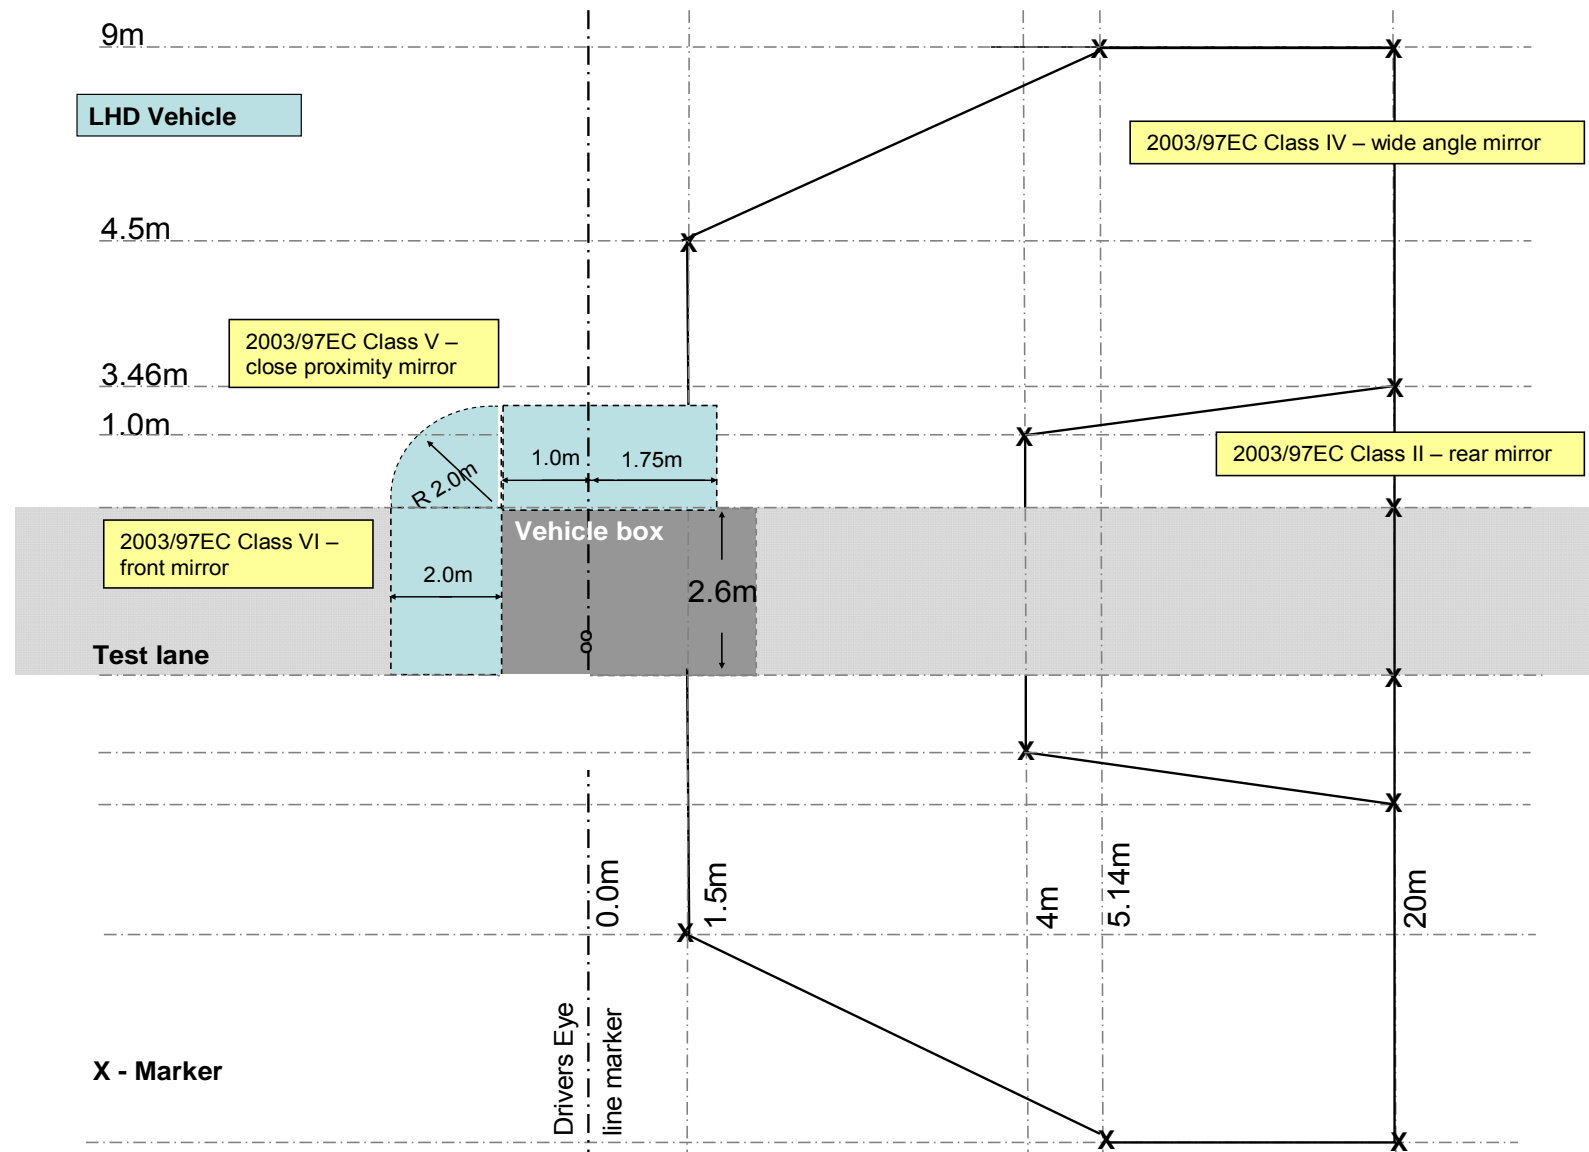 9m
LHD Vehicle
2003/97EC Class IV – wide angle mirror
4.5m
2003/97EC Class V –
close proximity mirror
3.46m
1.0m
1.0m
1.75m
R 2.0m
2003/97EC Class II – rear mirror
Vehicle box
2003/97EC Class VI –
front mirror
2.0m
2.6m
Test lane
0.0m
1.5m
4m
5.14m
20m
Drivers Eye
line marker
X - Marker
X
X
X
X
X
X
X
X
X
X
X
X
X